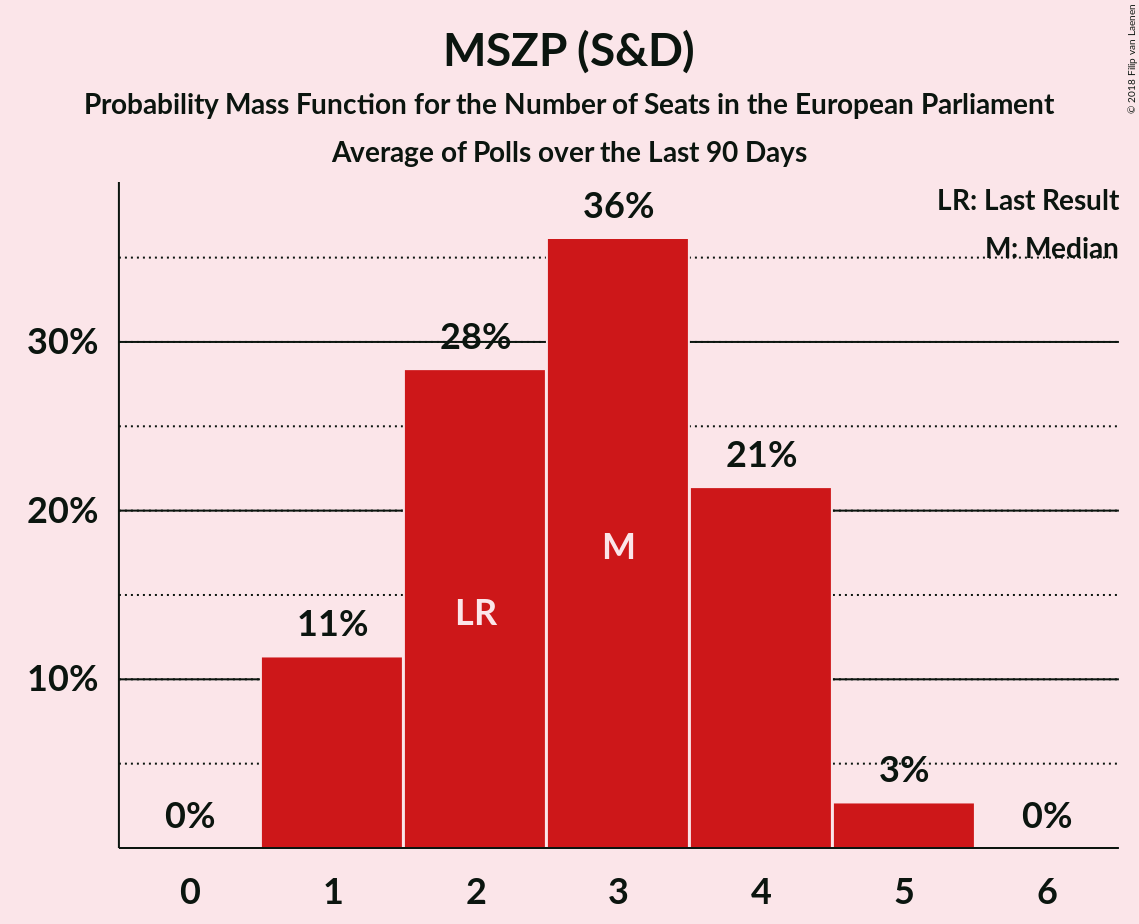 MSZP (S&D)
Probability Mass Function for the Number of Seats in the European Parliament
Average of Polls over the Last 90 Days
© 2018 Filip van Laenen
LR: Last Result
M: Median
36%
30%
28%
21%
20%
M
LR
11%
10%
3%
0%
0%
0 1 2 3 4 5 6